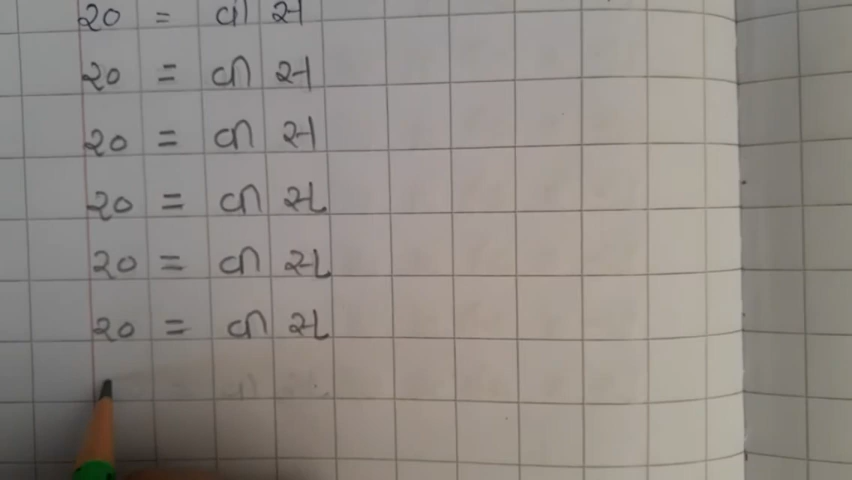 ૨૦ = વી સ
૨૦ = વી સ
૨૦ = વી સ
૨૦ = વી સ
૨૦ = વી સ
૨૦ = વી સ